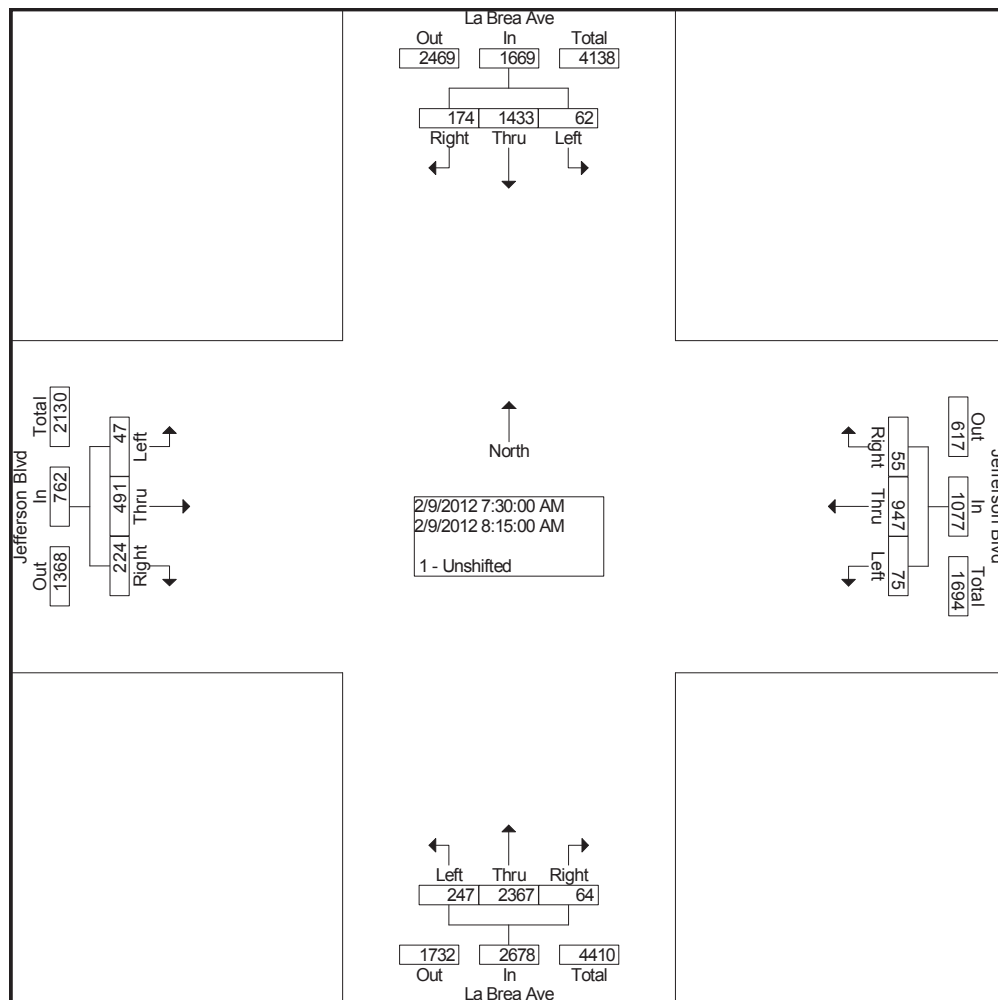 La Brea Ave
Out In Total
2469 1669 4138
174 1433 62
Right Thru Left
Jefferson Blvd
Total In Out
2130 762 1368
47 491 224
Left Thru Right
North
2/9/2012 7:30:00 AM
2/9/2012 8:15:00 AM
1 - Unshifted
Right Thru Left
55 947 75
617 1077 1694
Out In Total
Jefferson Blvd
Left Thru Right
247 2367 64
1732 2678 4410
Out In Total
La Brea Ave